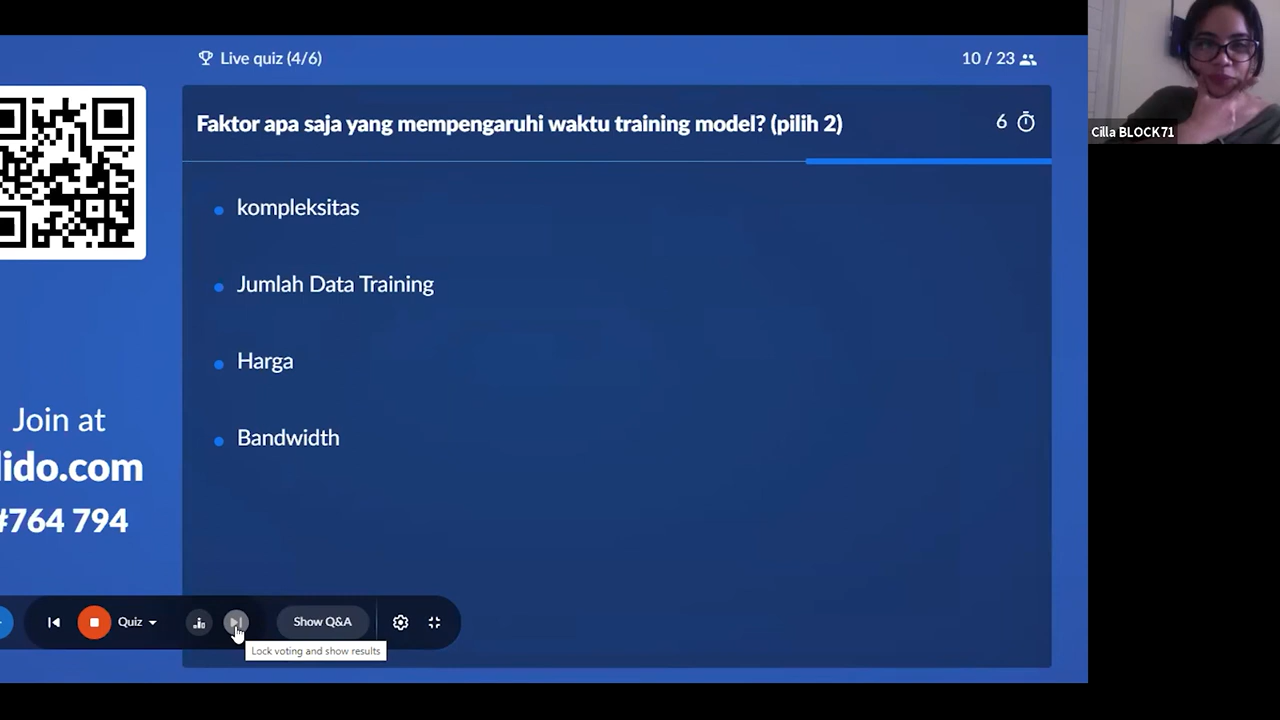 Live quiz (4/6)
10 / 23
Faktor apa saja yang mempengaruhi waktu training model? (pilih 2)
6
kompleksitas
Jumlah Data Training
Harga
Bandwidth
Join at
lido.com
#764 794
Quiz
Show Q&A
Lock voting and show results
Cilla BLOCK71